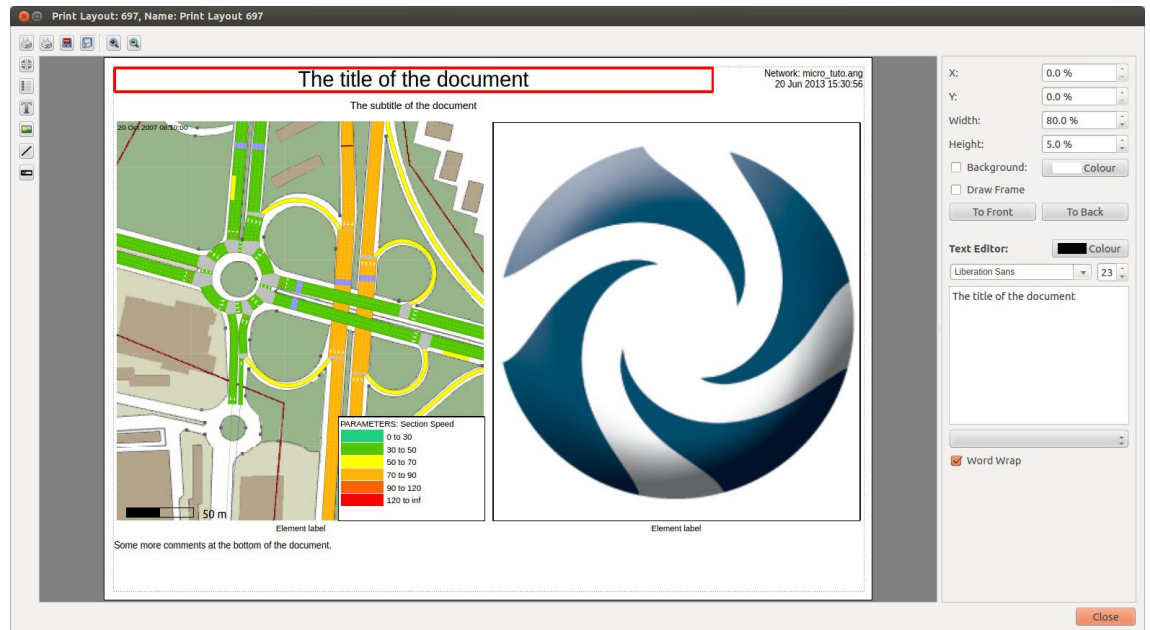 Print Layout: 697, Name: Print Layout 697
The title of the document
Network: micro_tuto.ang
20 Jun 2013 15:30:56
The subtitle of the document
20 Oct 2007 08:10:00
PARAMETERS: Section Speed
0 to 30
30 to 50
50 to 70
70 to 90
90 to 120
120 to inf
50 m
Element label
Element label
Some more comments at the bottom of the document.
X: 0.0 %
Y: 0.0 %
Width: 80.0 %
Height: 5.0 %
Background: Colour
Draw Frame
To Front To Back
Text Editor: Colour
Liberation Sans 23
The title of the document
Word Wrap
Close